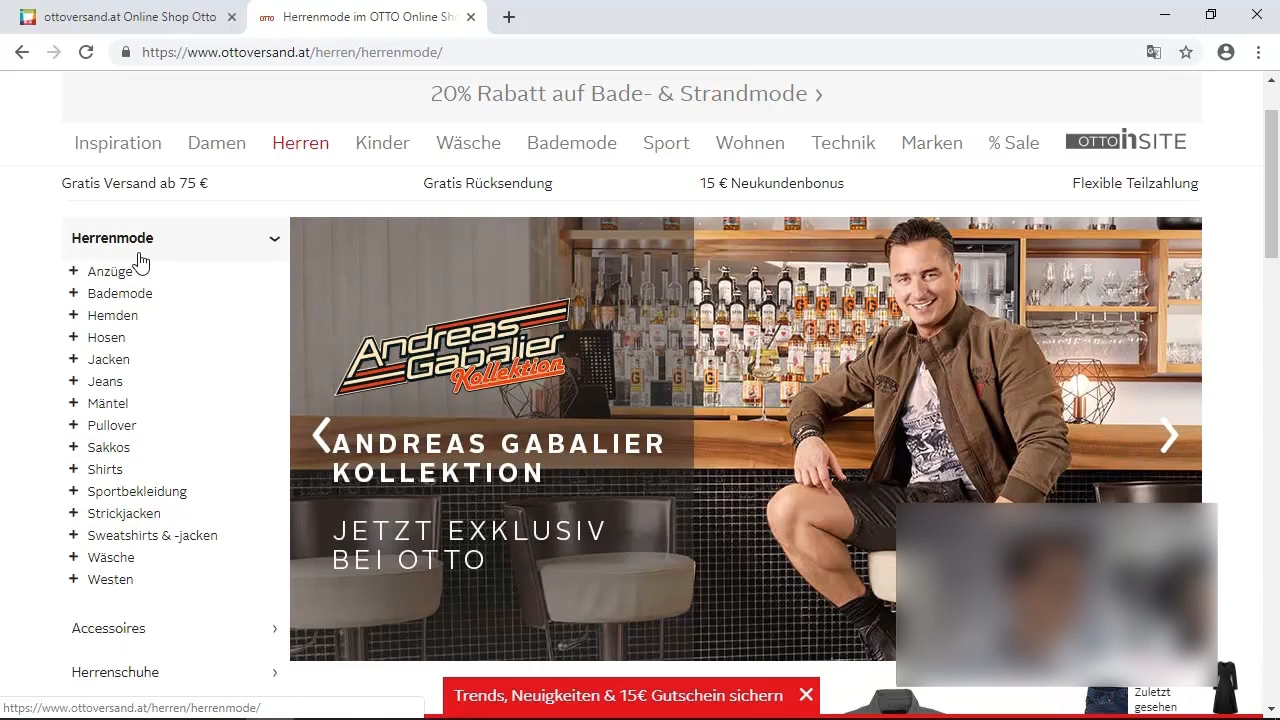 ottoversand.at Online Shop Otto
OTTO Herrenmode im OTTO Online Sh
https://www.ottoversand.at/herren/herrenmode/
20% Rabatt auf Bade- & Strandmode ›
Inspiration Damen Herren Kinder Wäsche Bademode Sport Wohnen Technik Marken % Sale OTTO inSITE
Gratis Versand ab 75 € Gratis Rücksendung 15 € Neukundenbonus Flexible Teilzahlung
Herrenmode
+ Anzüge
+ Bademode
+ Hemden
+ Hosen
+ Jacken
+ Jeans
+ Mäntel
+ Pullover
+ Sakkos
+ Shirts
+ Sportbekleidung
+ Strickjacken
+ Sweatshirts & -jacken
+ Wäsche
+ Westen
Accessoires ›
Herrenschuhe ›
Andreas
Gabalier
Kollektion
ANDREAS GABALIER
KOLLEKTION
JETZT EXKLUSIV
BEI OTTO
Trends, Neuigkeiten & 15€ Gutschein sichern
Zuletzt
gesehen
https://www.ottoversand.at/herren/herrenmode/